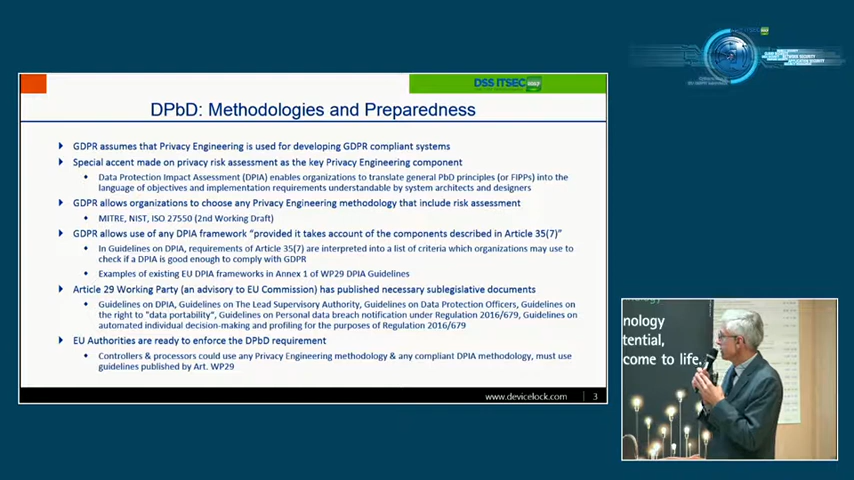 DSS ITSEC
DPbD: Methodologies and Preparedness
GDPR assumes that Privacy Engineering is used for developing GDPR compliant systems
Special accent made on privacy risk assessment as the key Privacy Engineering component
Data Protection Impact Assessment (DPIA) enables organizations to translate general PbD principles (or FIPPs) into the
language of objectives and implementation requirements understandable by system architects and designers
GDPR allows organizations to choose any Privacy Engineering methodology that include risk assessment
MITRE, NIST, ISO 27550 (2nd Working Draft)
GDPR allows use of any DPIA framework "provided it takes account of the components described in Article 35(7)"
In Guidelines on DPIA, requirements of Article 35(7) are interpreted into a list of criteria which organizations may use to
check if a DPIA is good enough to comply with GDPR
Examples of existing EU DPIA frameworks in Annex 1 of WP29 DPIA Guidelines
Article 29 Working Party (an advisory to EU Commission) has published necessary sublegislative documents
Guidelines on DPIA, Guidelines on The Lead Supervisory Authority, Guidelines on Data Protection Officers, Guidelines on
the right to "data portability", Guidelines on Personal data breach notification under Regulation 2016/679, Guidelines on
automated individual decision-making and profiling for the purposes of Regulation 2016/679
EU Authorities are ready to enforce the DPbD requirement
Controllers & processors could use any Privacy Engineering methodology & any compliant DPIA methodology, must use
guidelines published by Art. WP29
www.devicelock.com 3
nology
tential,
come to life.